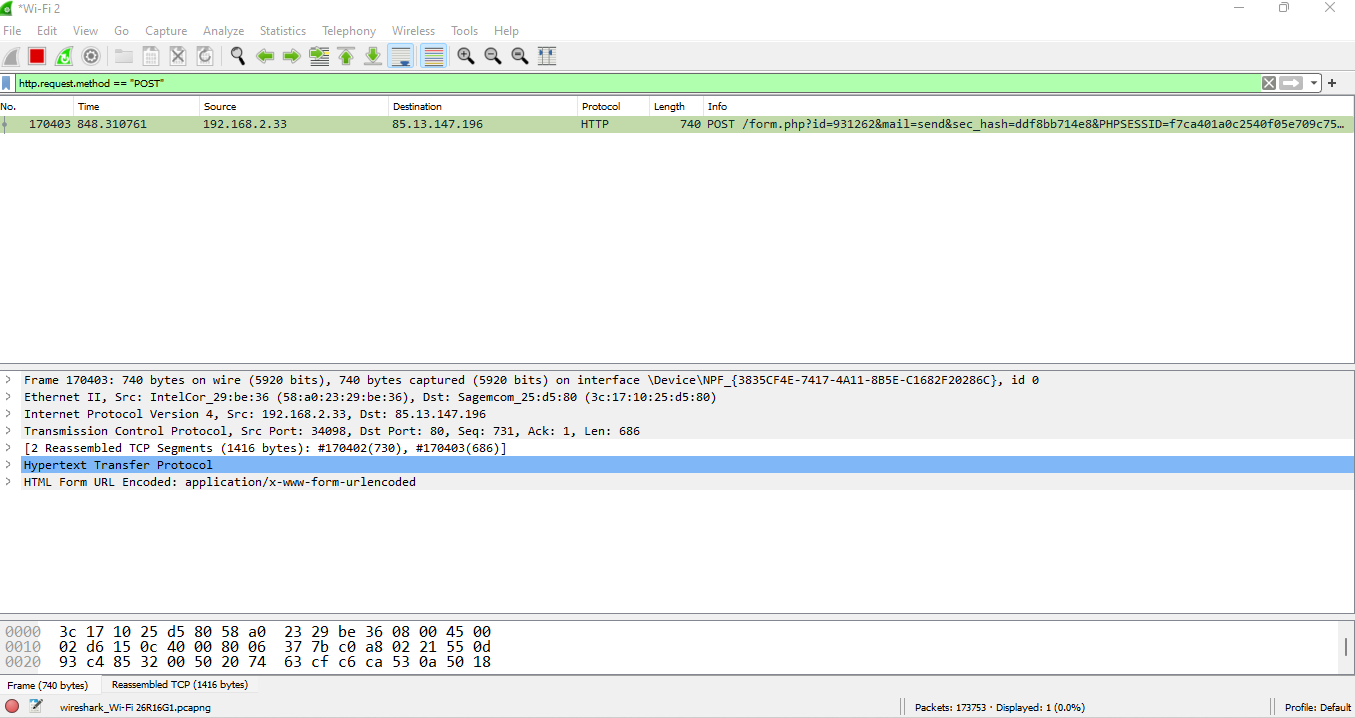 *Wi-Fi 2
File Edit View Go Capture Analyze Statistics Telephony Wireless Tools Help
http.request.method == "POST"
No. Time Source Destination Protocol Length Info
170403 848.310761 192.168.2.33 85.13.147.196 HTTP 740 POST /form.php?id=931262&mail=send&sec_hash=ddf8bb714e8&PHPSESSID=f7ca401a0c2540f05e709c75…
Frame 170403: 740 bytes on wire (5920 bits), 740 bytes captured (5920 bits) on interface \Device\NPF_{3835CF4E-7417-4A11-8B5E-C1682F20286C}, id 0
Ethernet II, Src: IntelCor_29:be:36 (58:a0:23:29:be:36), Dst: Sagemcom_25:d5:80 (3c:17:10:25:d5:80)
Internet Protocol Version 4, Src: 192.168.2.33, Dst: 85.13.147.196
Transmission Control Protocol, Src Port: 34098, Dst Port: 80, Seq: 731, Ack: 1, Len: 686
[2 Reassembled TCP Segments (1416 bytes): #170402(730), #170403(686)]
Hypertext Transfer Protocol
HTML Form URL Encoded: application/x-www-form-urlencoded
0000 3c 17 10 25 d5 80 58 a0 23 29 be 36 08 00 45 00
0010 02 d6 15 0c 40 00 80 06 37 7b c0 a8 02 21 55 0d
0020 93 c4 85 32 00 50 20 74 63 cf c6 ca 53 0a 50 18
Frame (740 bytes) Reassembled TCP (1416 bytes)
wireshark_Wi-Fi 26R16G1.pcapng Packets: 173753 · Displayed: 1 (0.0%) Profile: Default